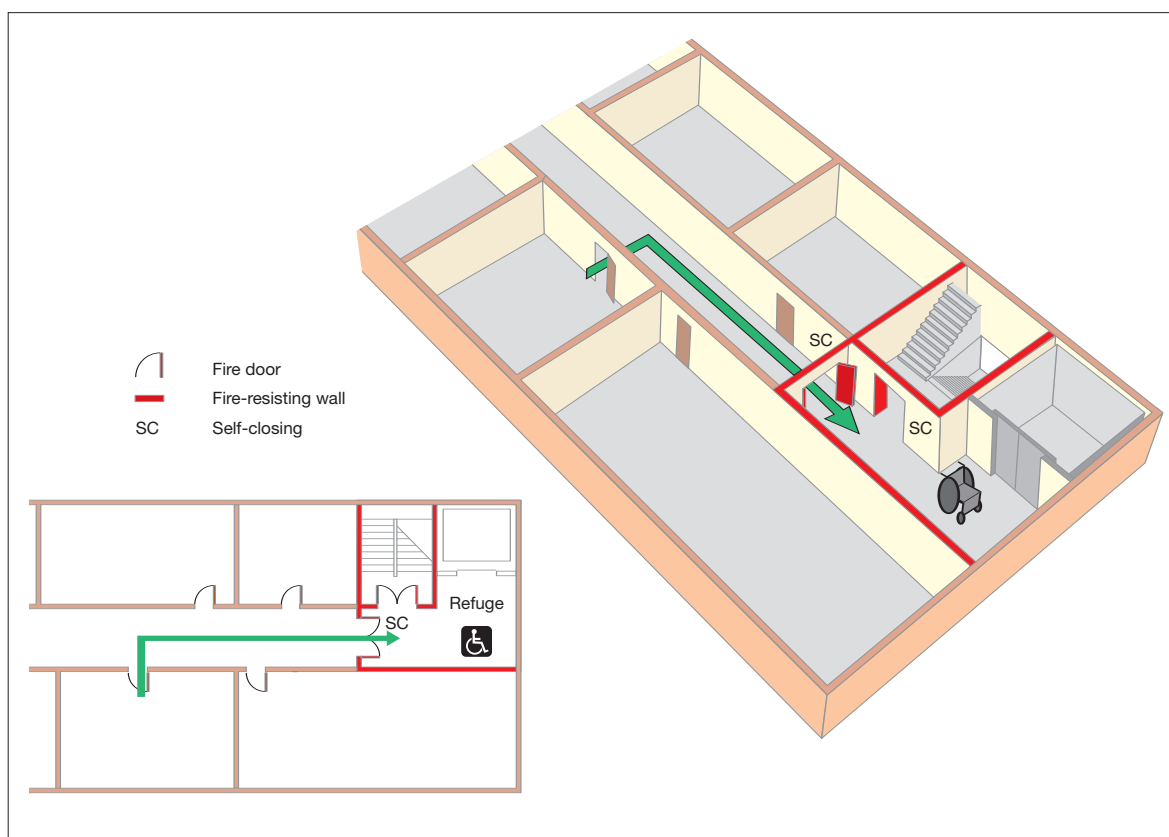 SC
SC
Fire door
Fire-resisting wall
SC Self-closing
Refuge
SC